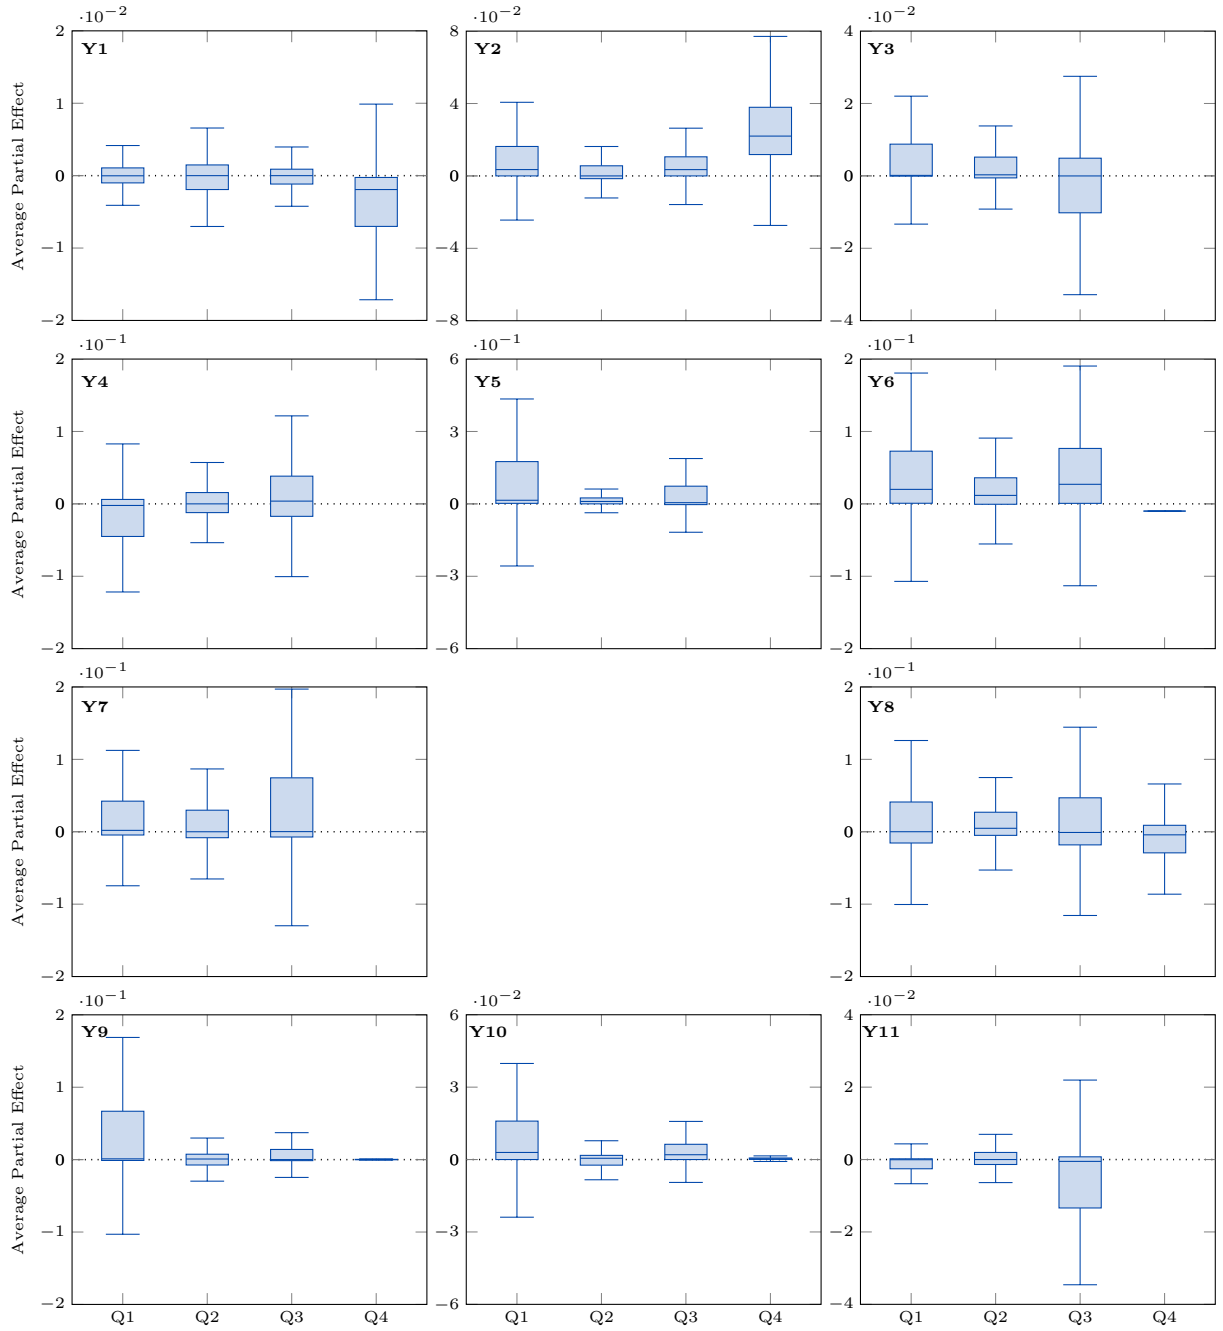 ·10⁻² ·10⁻² ·10⁻²
2 8 4
Y1 Y2 Y3
1 4 2
0 0 0
−1 −4 −2
−2 −8 −4
Average Partial Effect
·10⁻¹ ·10⁻¹ ·10⁻¹
2 6 2
Y4 Y5 Y6
1 3 1
0 0 0
−1 −3 −1
−2 −6 −2
Average Partial Effect
·10⁻¹ ·10⁻¹
2 2
Y7 Y8
1 1
0 0
−1 −1
−2 −2
Average Partial Effect
·10⁻¹ ·10⁻² ·10⁻²
2 6 4
Y9 Y10 Y11
1 3 2
0 0 0
−1 −3 −2
−2 −6 −4
Average Partial Effect
Q1 Q2 Q3 Q4 Q1 Q2 Q3 Q4 Q1 Q2 Q3 Q4